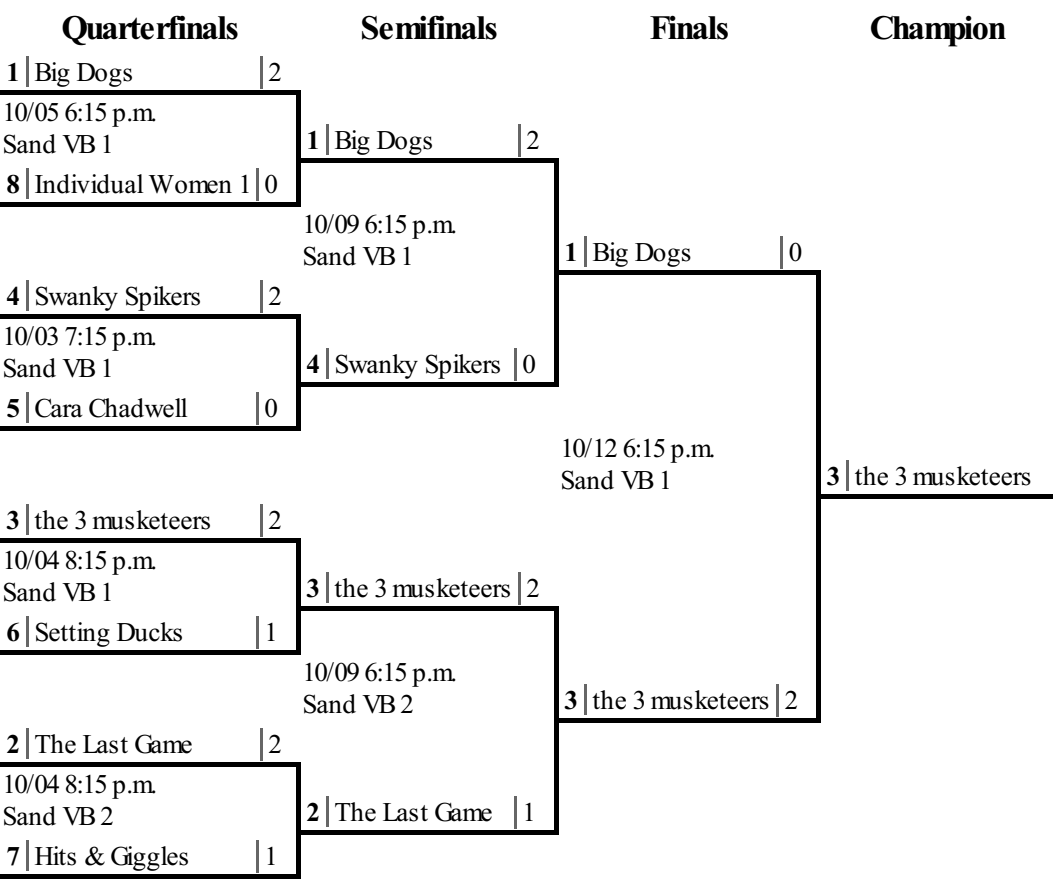 Quarterfinals Semifinals Finals Champion
1 Big Dogs 2
10/05 6:15 p.m.
Sand VB 1
8 Individual Women 1 0
4 Swanky Spikers 2
10/03 7:15 p.m.
Sand VB 1
5 Cara Chadwell 0
3 the 3 musketeers 2
10/04 8:15 p.m.
Sand VB 1
6 Setting Ducks 1
2 The Last Game 2
10/04 8:15 p.m.
Sand VB 2
7 Hits & Giggles 1
1 Big Dogs 2
10/09 6:15 p.m.
Sand VB 1
4 Swanky Spikers 0
3 the 3 musketeers 2
10/09 6:15 p.m.
Sand VB 2
2 The Last Game 1
1 Big Dogs 0
10/12 6:15 p.m.
Sand VB 1
3 the 3 musketeers 2
3 the 3 musketeers